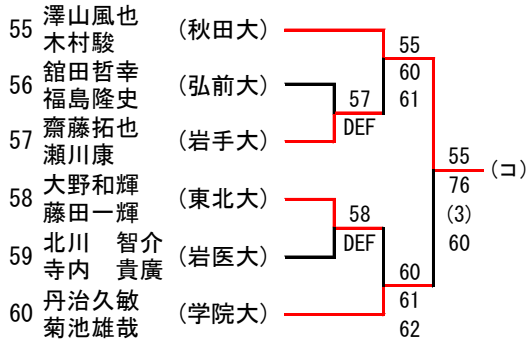 55 澤山風也 木村駿 (秋田大)
56 舘田哲幸 福島隆史 (弘前大)
57 齋藤拓也 瀬川康 (岩手大)
58 大野和輝 藤田一輝 (東北大)
59 北川　智介 寺内　貴廣 (岩医大)
60 丹治久敏 菊池雄哉 (学院大)
57
DEF
58
DEF
55
60
61
60
61
62
55
76
(3)
60
(コ)